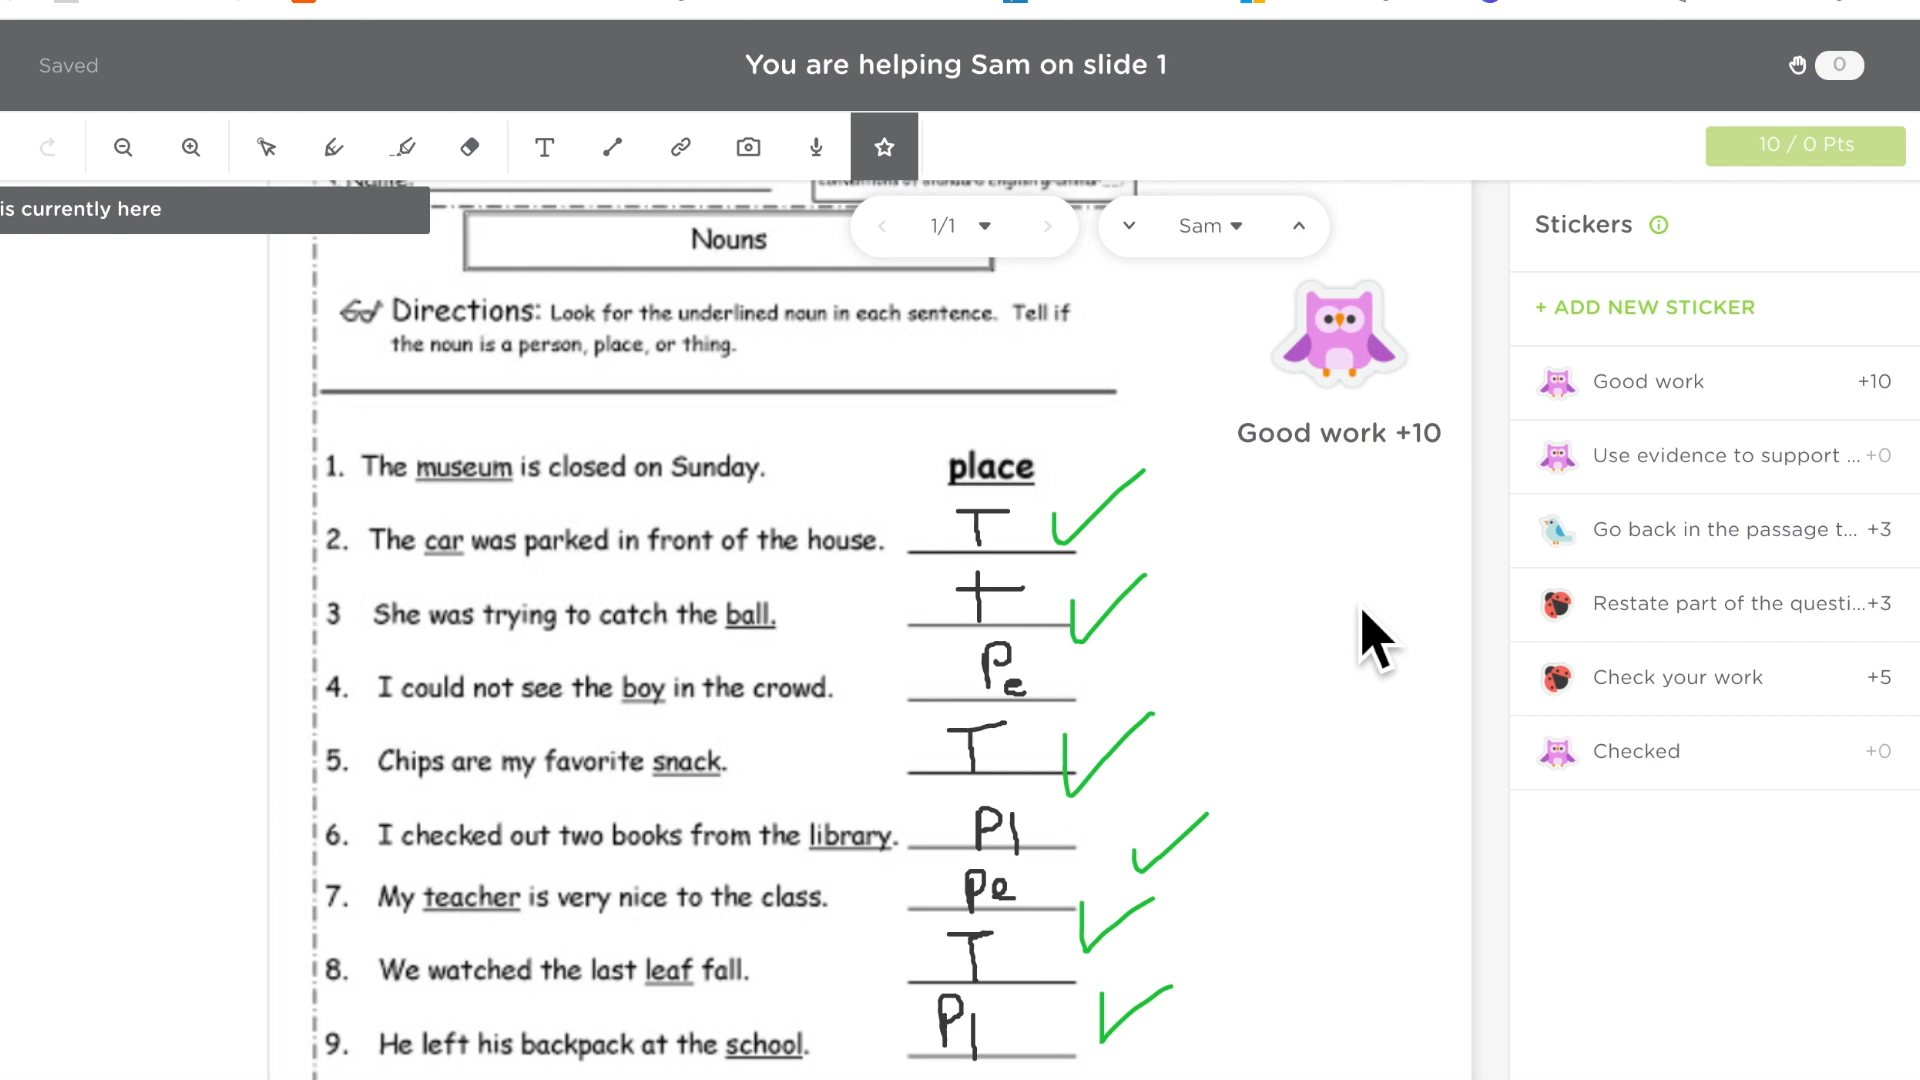 Saved
You are helping Sam on slide 1
0
T
10 / 0 Pts
Name:
is currently here
1/1
Sam
Nouns
Directions: Look for the underlined noun in each sentence. Tell if
the noun is a person, place, or thing.
Good work +10
1. The museum is closed on Sunday. place
2. The car was parked in front of the house. T
3 She was trying to catch the ball. T
4. I could not see the boy in the crowd. Pe
5. Chips are my favorite snack. T
6. I checked out two books from the library. Pl
7. My teacher is very nice to the class. Pe
8. We watched the last leaf fall. T
9. He left his backpack at the school. Pl
Stickers
+ ADD NEW STICKER
Good work +10
Use evidence to support ... +0
Go back in the passage t... +3
Restate part of the questi...+3
Check your work +5
Checked +0